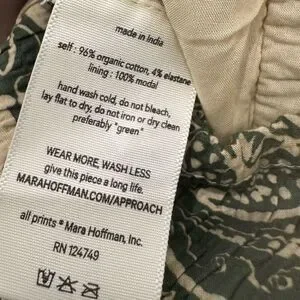 made in India
self : 96% organic cotton, 4% elastane
lining : 100% modal
hand wash cold, do not bleach,
lay flat to dry, do not iron or dry clean
preferably "green"
WEAR MORE, WASH LESS
give this piece a long life.
MARAHOFFMAN.COM/APPROACH
all prints ® Mara Hoffman, Inc.
RN 124749